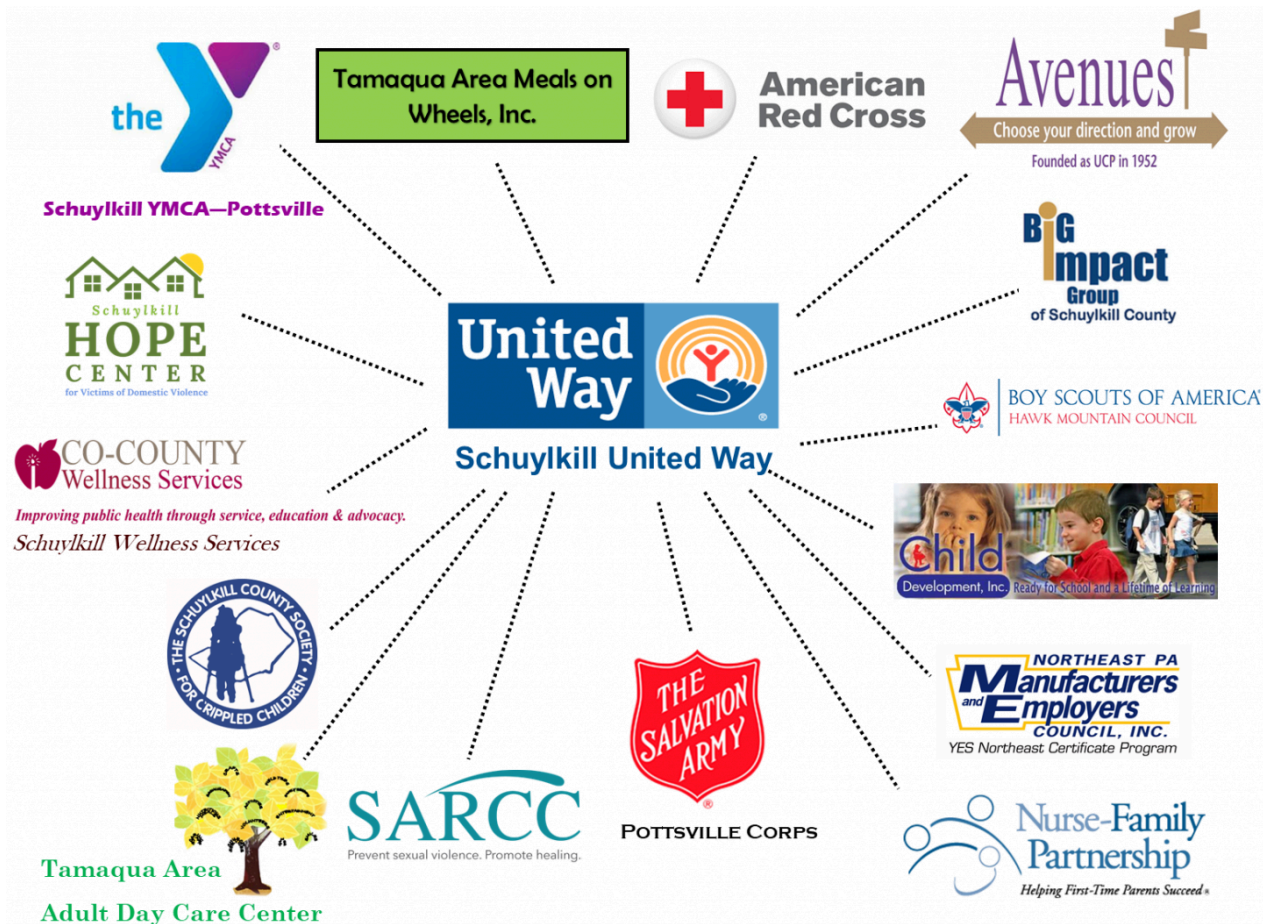 the
YMCA
®
Schuylkill YMCA—Pottsville
Tamaqua Area Meals on
Wheels, Inc.
American
Red Cross
Avenues
Choose your direction and grow
Founded as UCP in 1952
Schuylkill
HOPE
CENTER
for Victims of Domestic Violence
BiG
impact
Group
of Schuylkill County
United
Way
®
Schuylkill United Way
BOY SCOUTS OF AMERICA
HAWK MOUNTAIN COUNCIL
CO-COUNTY
Wellness Services
Improving public health through service, education & advocacy.
Schuylkill Wellness Services
Child
Development, Inc. Ready for School and a Lifetime of Learning
THE SCHUYLKILL COUNTY SOCIETY
• FOR CRIPPLED CHILDREN •
THE
SALVATION
ARMY
®
POTTSVILLE CORPS
NORTHEAST PA
Manufacturers
and Employers
COUNCIL, INC.
YES Northeast Certificate Program
Tamaqua Area
Adult Day Care Center
SARCC
Prevent sexual violence. Promote healing.
Nurse-Family
Partnership
Helping First-Time Parents Succeed®